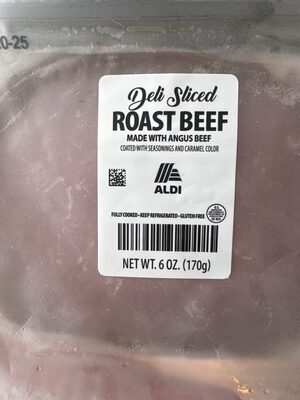 0-25
Deli Sliced
ROAST BEEF
MADE WITH ANGUS BEEF
COATED WITH SEASONINGS AND CARAMEL COLOR
ALDI
FULLY COOKED-KEEP REFRIGERATED-GLUTEN FREE
NET WT. 6 OZ. (170g)